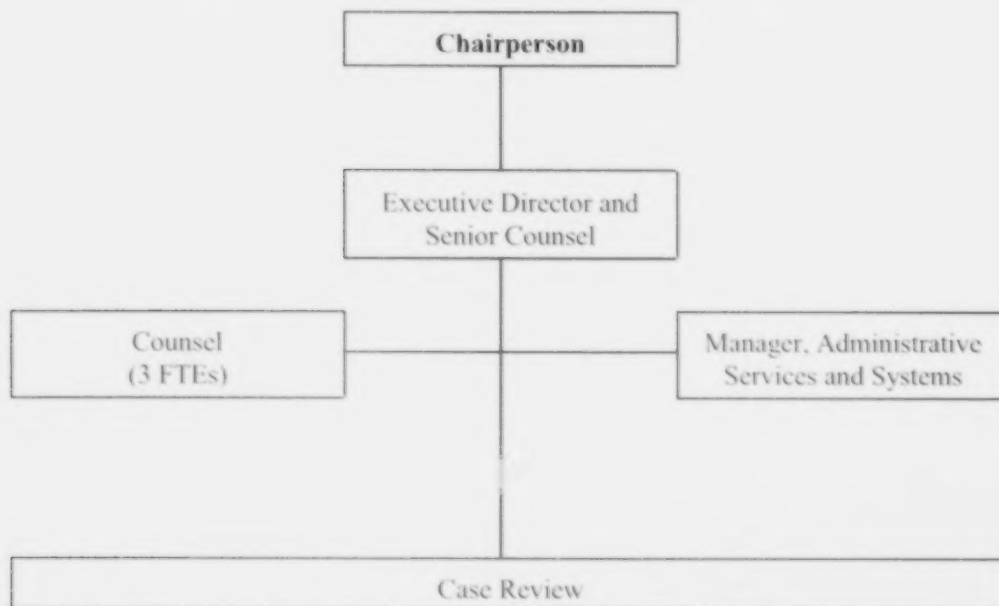 Chairperson
Executive Director and
Senior Counsel
Counsel
(3 FTEs)
Manager, Administrative
Services and Systems
Case Review